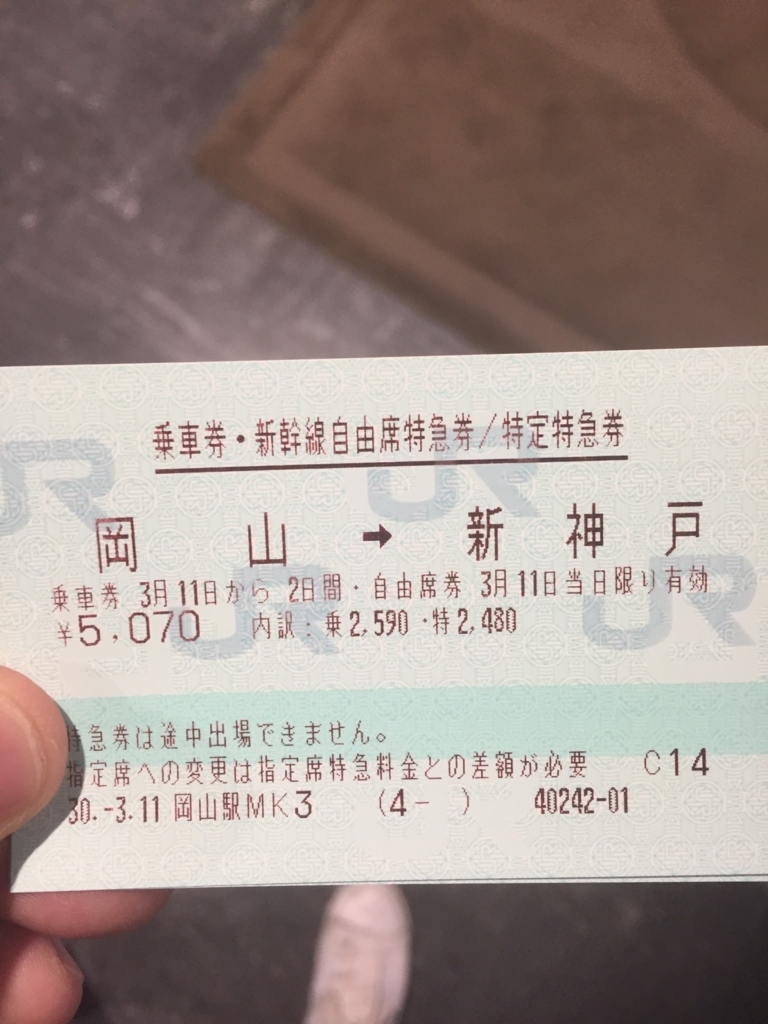 乗車券・新幹線自由席特急券/特定特急券
岡山→新神戸
乗車券 3月11日から 2日間・自由席券 3月11日当日限り有効
¥5,070 内訳:乗2,590・特2,480
特急券は途中出場できません。
指定席への変更は指定席特急料金との差額が必要 C14
30.-3.11 岡山駅MK3 (4- ) 40242-01
JR
JR
JR
JR